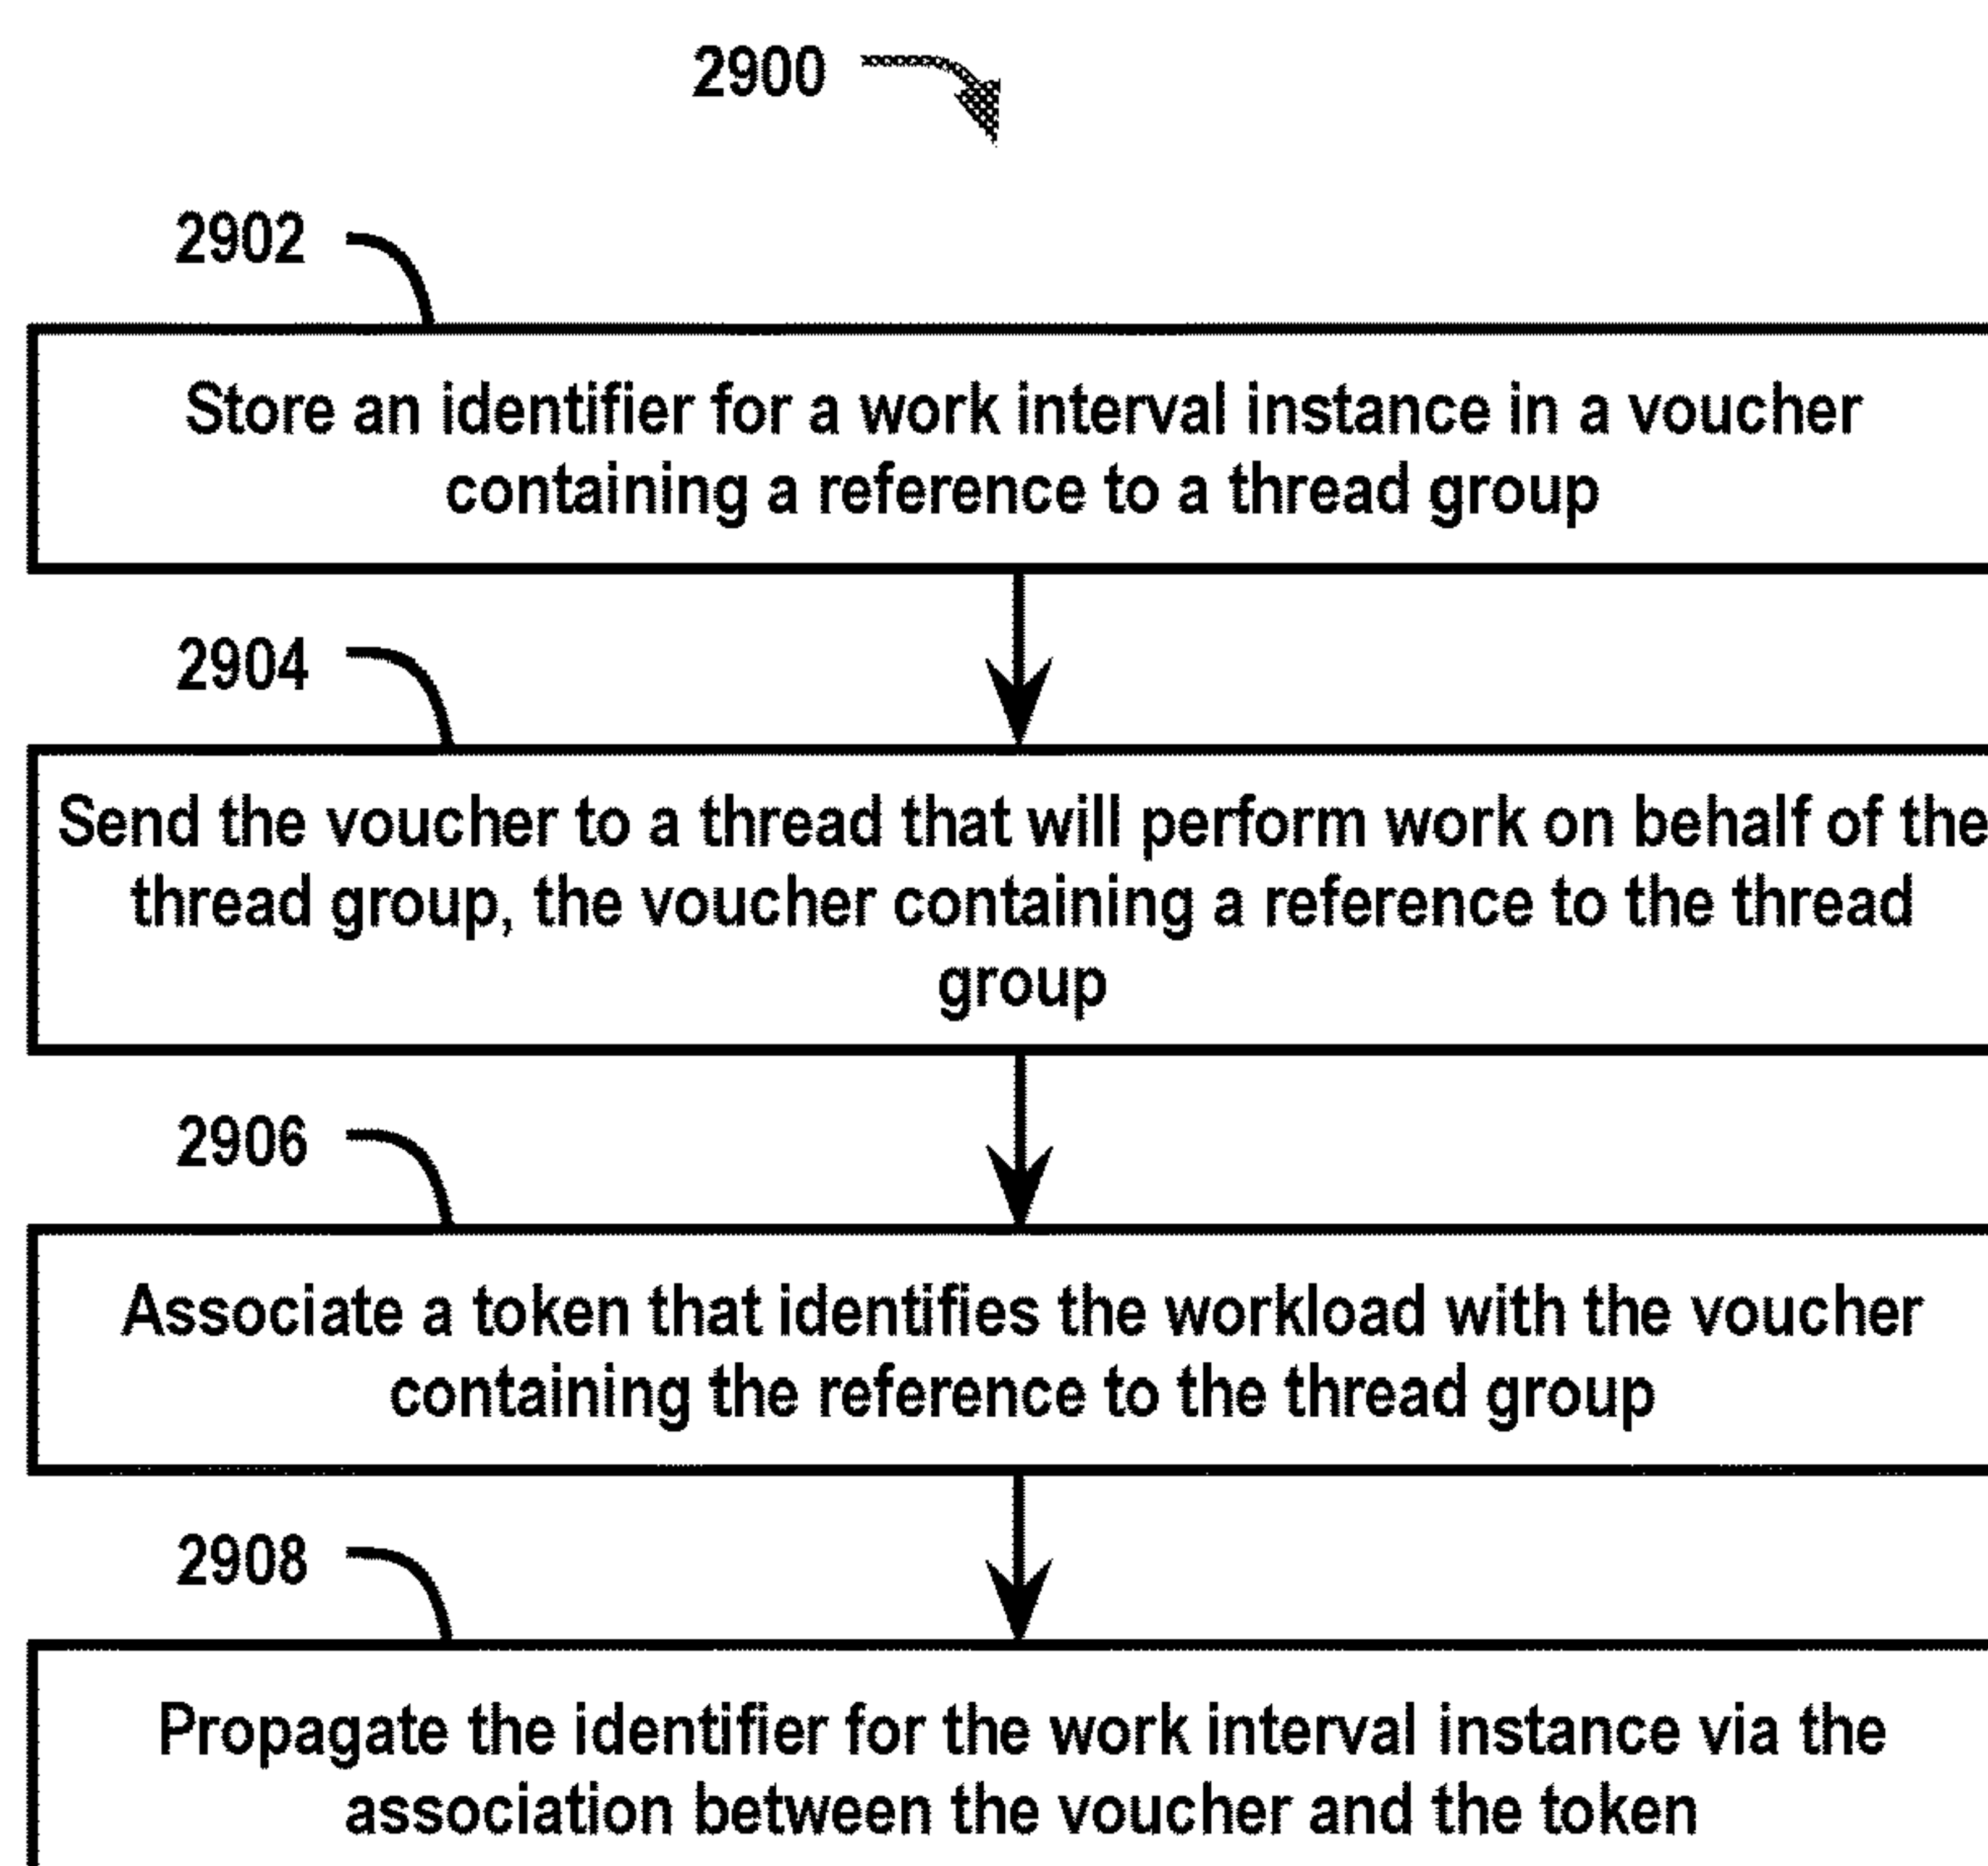 2900
2902
Store an identifier for a work interval instance in a voucher
containing a reference to a thread group
2904
Send the voucher to a thread that will perform work on behalf of the
thread group, the voucher containing a reference to the thread
group
2906
Associate a token that identifies the workload with the voucher
containing the reference to the thread group
2908
Propagate the identifier for the work interval instance via the
association between the voucher and the token